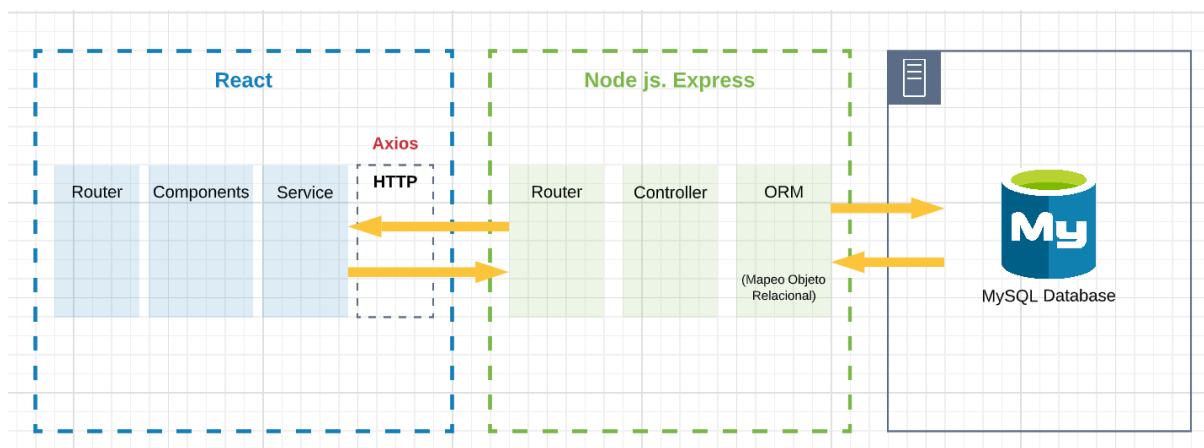 React
Node js. Express
Axios
HTTP
Router
Components
Service
Router
Controller
ORM
(Mapeo Objeto
Relacional)
My
MySQL Database